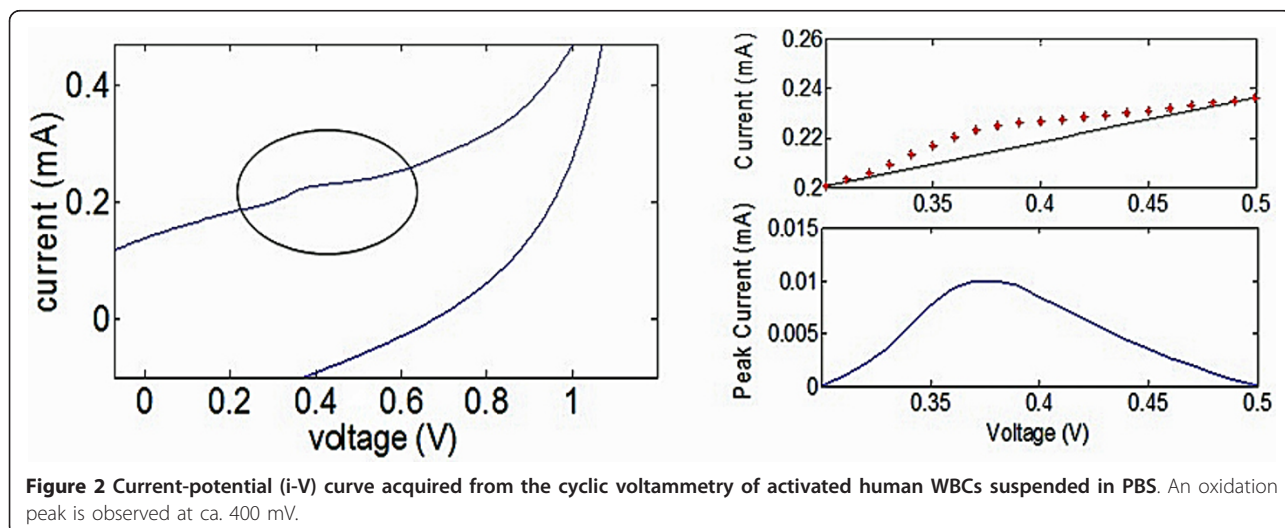 0.4
0.2
0
current (mA)
0 0.2 0.4 0.6 0.8 1
voltage (V)
0.26
0.24
0.22
0.2
Current (mA)
0.35 0.4 0.45 0.5
0.015
0.01
0.005
0
Peak Current (mA)
0.35 0.4 0.45 0.5
Voltage (V)
Figure 2 Current-potential (i-V) curve acquired from the cyclic voltammetry of activated human WBCs suspended in PBS. An oxidation
peak is observed at ca. 400 mV.